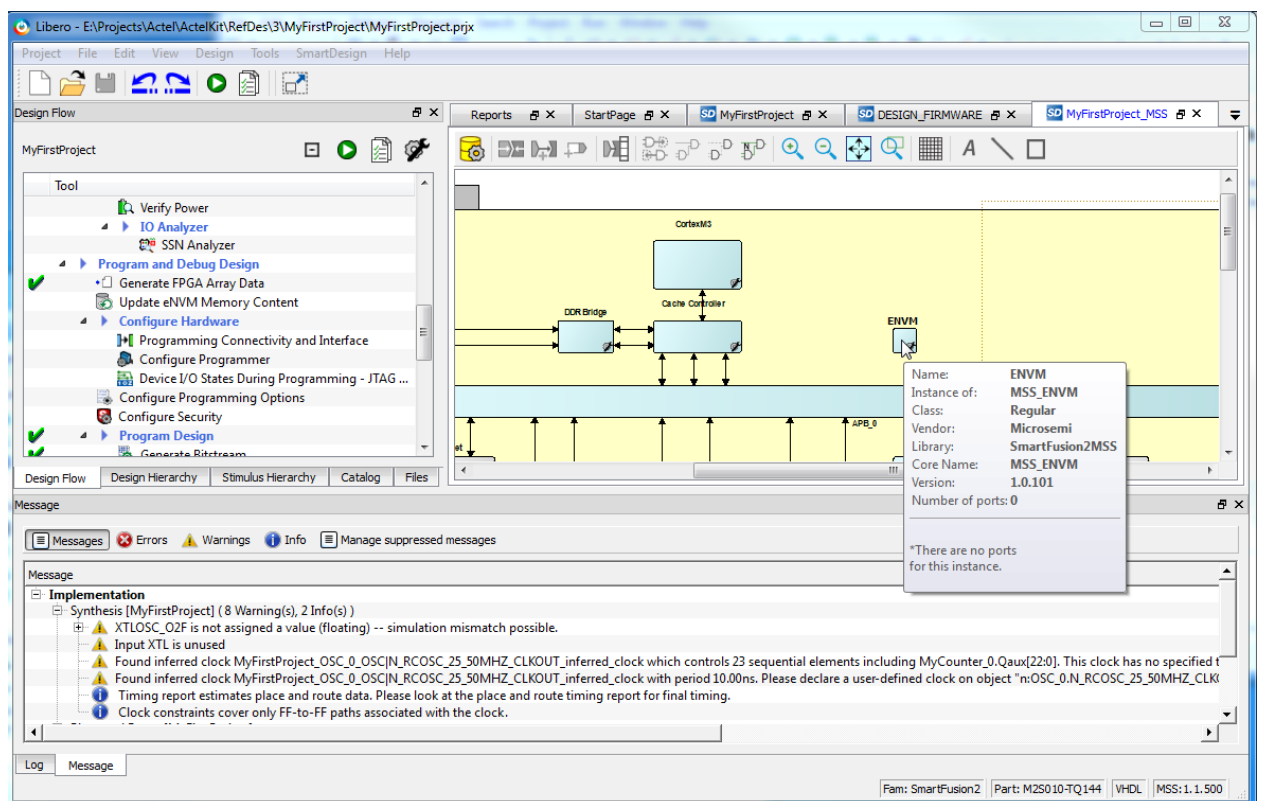 Libero - E:\Projects\Actel\ActelKit\RefDes\3\MyFirstProject\MyFirstProject.prjx
Project File Edit View Design Tools SmartDesign Help
Design Flow
Reports StartPage MyFirstProject DESIGN_FIRMWARE MyFirstProject_MSS
MyFirstProject
Tool
Verify Power
IO Analyzer
SSN Analyzer
Program and Debug Design
Generate FPGA Array Data
Update eNVM Memory Content
Configure Hardware
Programming Connectivity and Interface
Configure Programmer
Device I/O States During Programming - JTAG ...
Configure Programming Options
Configure Security
Program Design
Generate Bitstream
Design Flow Design Hierarchy Stimulus Hierarchy Catalog Files
CortexM3
Cache Controller
DDR Bridge
ENVM
APB_0
Name: ENVM
Instance of: MSS_ENVM
Class: Regular
Vendor: Microsemi
Library: SmartFusion2MSS
Core Name: MSS_ENVM
Version: 1.0.101
Number of ports: 0
*There are no ports
for this instance.
Message
Messages Errors Warnings Info Manage suppressed messages
Message
Implementation
Synthesis [MyFirstProject] ( 8 Warning(s), 2 Info(s) )
XTLOSC_O2F is not assigned a value (floating) -- simulation mismatch possible.
Input XTL is unused
Found inferred clock MyFirstProject_OSC_0_OSC|N_RCOSC_25_50MHZ_CLKOUT_inferred_clock which controls 23 sequential elements including MyCounter_0.Qaux[22:0]. This clock has no specified
Found inferred clock MyFirstProject_OSC_0_OSC|N_RCOSC_25_50MHZ_CLKOUT_inferred_clock with period 10.00ns. Please declare a user-defined clock on object "n:OSC_0.N_RCOSC_25_50MHZ_CLK
Timing report estimates place and route data. Please look at the place and route timing report for final timing.
Clock constraints cover only FF-to-FF paths associated with the clock.
Log Message
Fam: SmartFusion2 Part: M2S010-TQ144 VHDL MSS:1.1.500